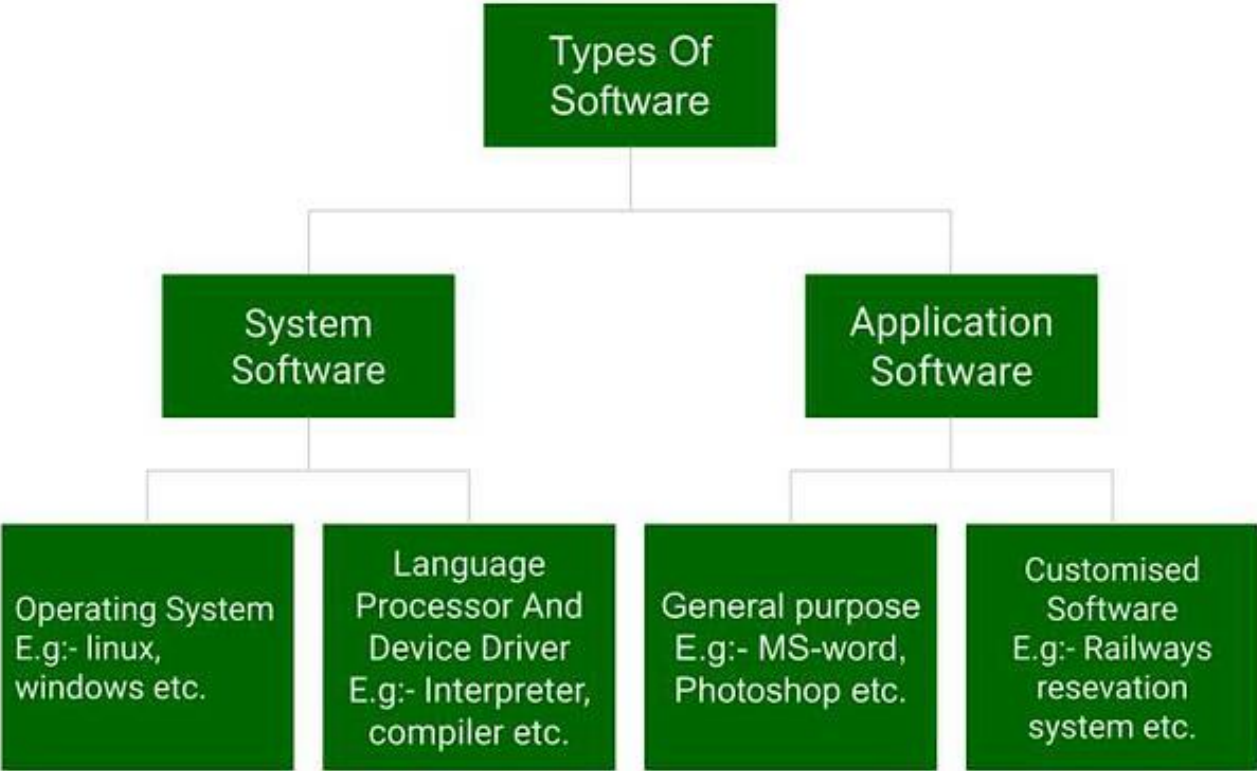 Types Of
Software
System
Software
Application
Software
Operating System
E.g:- linux,
windows etc.
Language
Processor And
Device Driver
E.g:- Interpreter,
compiler etc.
General purpose
E.g:- MS-word,
Photoshop etc.
Customised
Software
E.g:- Railways
resevation
system etc.